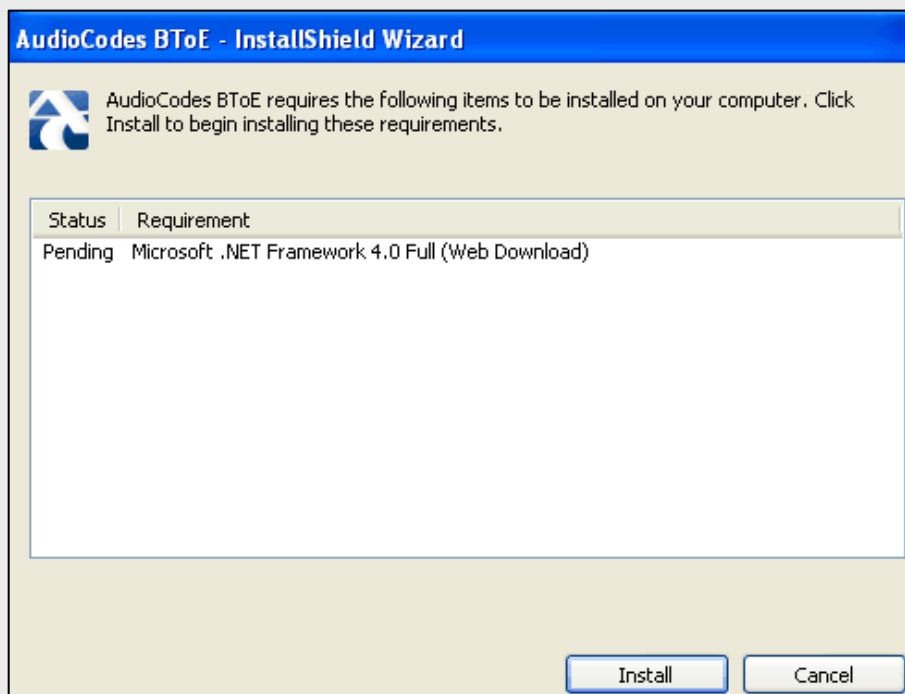 AudioCodes BToE - InstallShield Wizard
AudioCodes BToE requires the following items to be installed on your computer. Click
Install to begin installing these requirements.
Status Requirement
Pending Microsoft .NET Framework 4.0 Full (Web Download)
Install Cancel